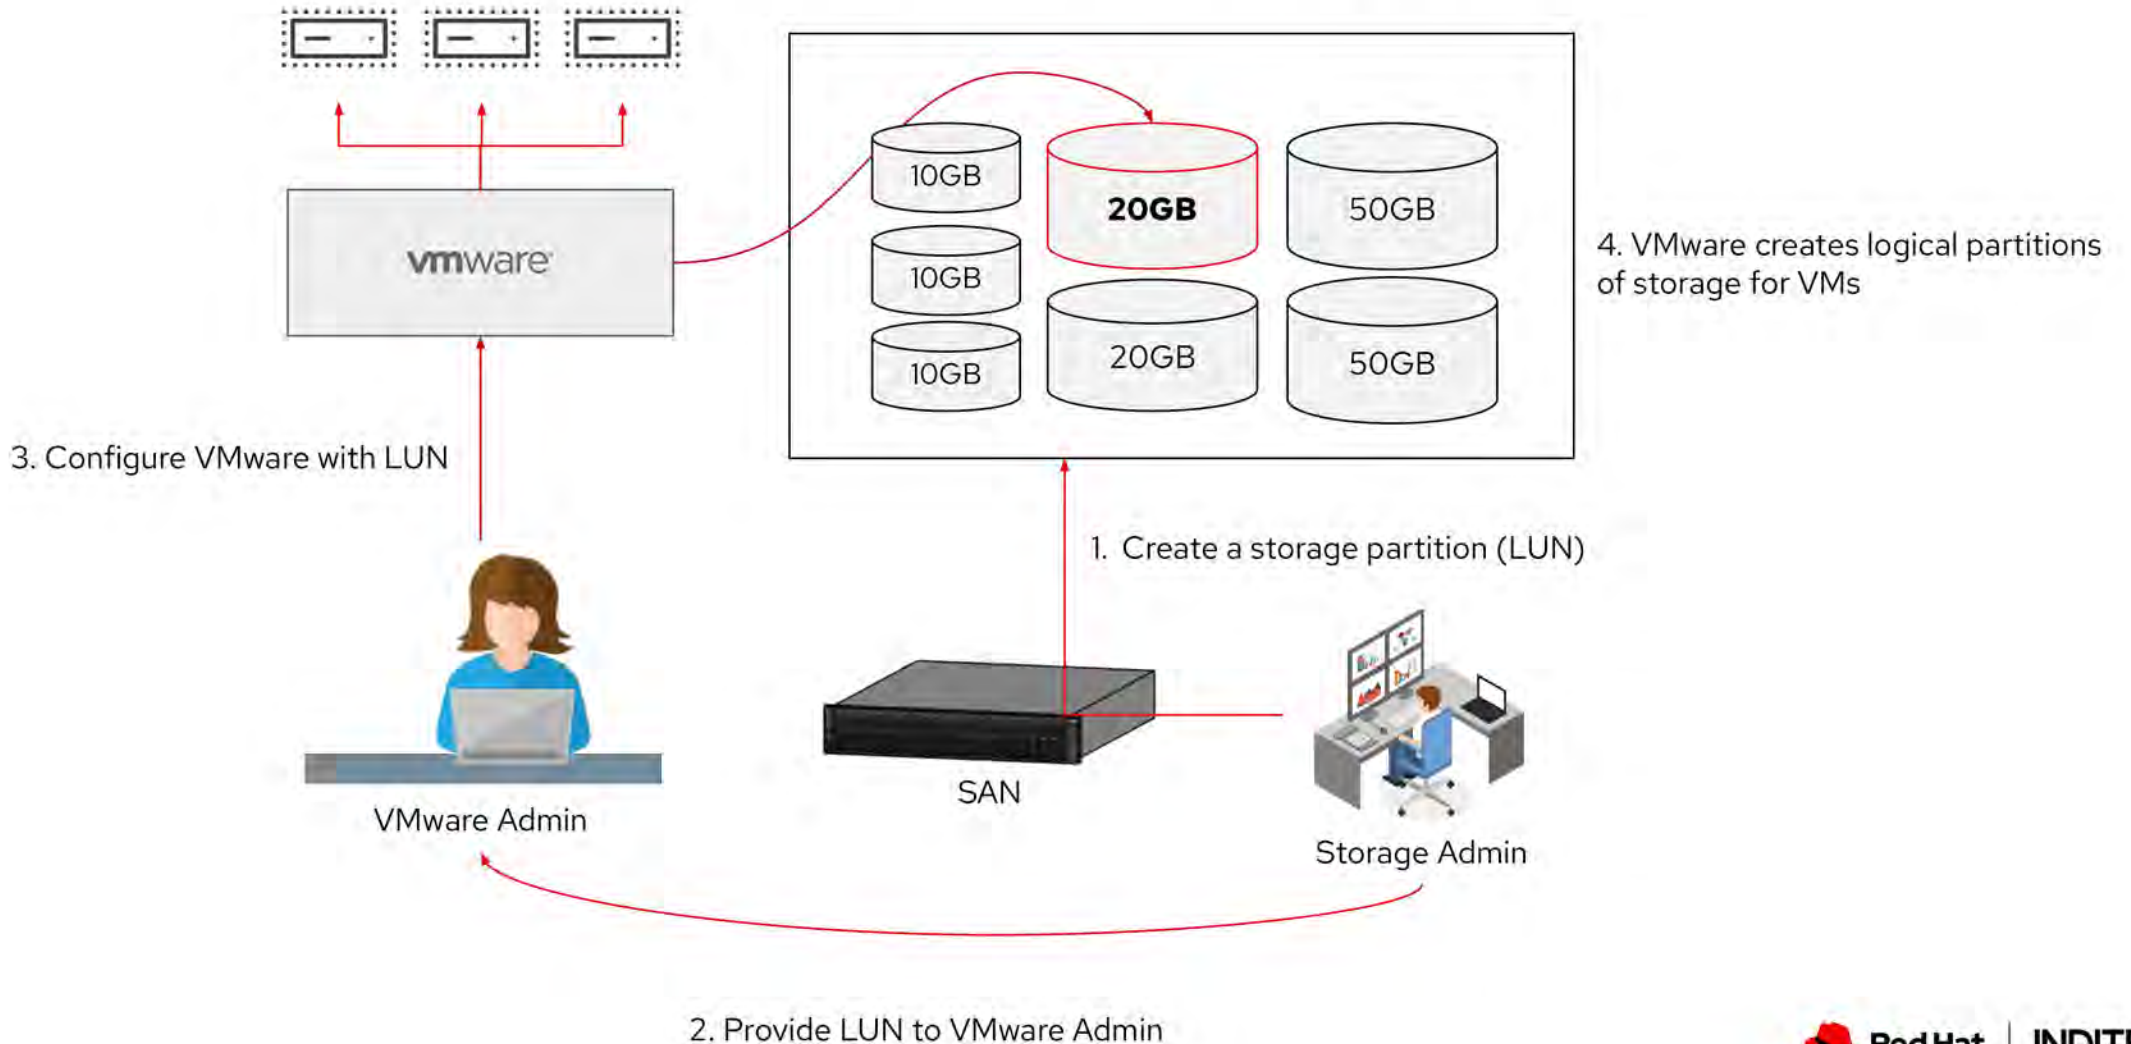 10GB
20GB
50GB
10GB
10GB
20GB
50GB
vmware
4. VMware creates logical partitions
of storage for VMs
3. Configure VMware with LUN
1. Create a storage partition (LUN)
SAN
VMware Admin
Storage Admin
2. Provide LUN to VMware Admin
Red Hat